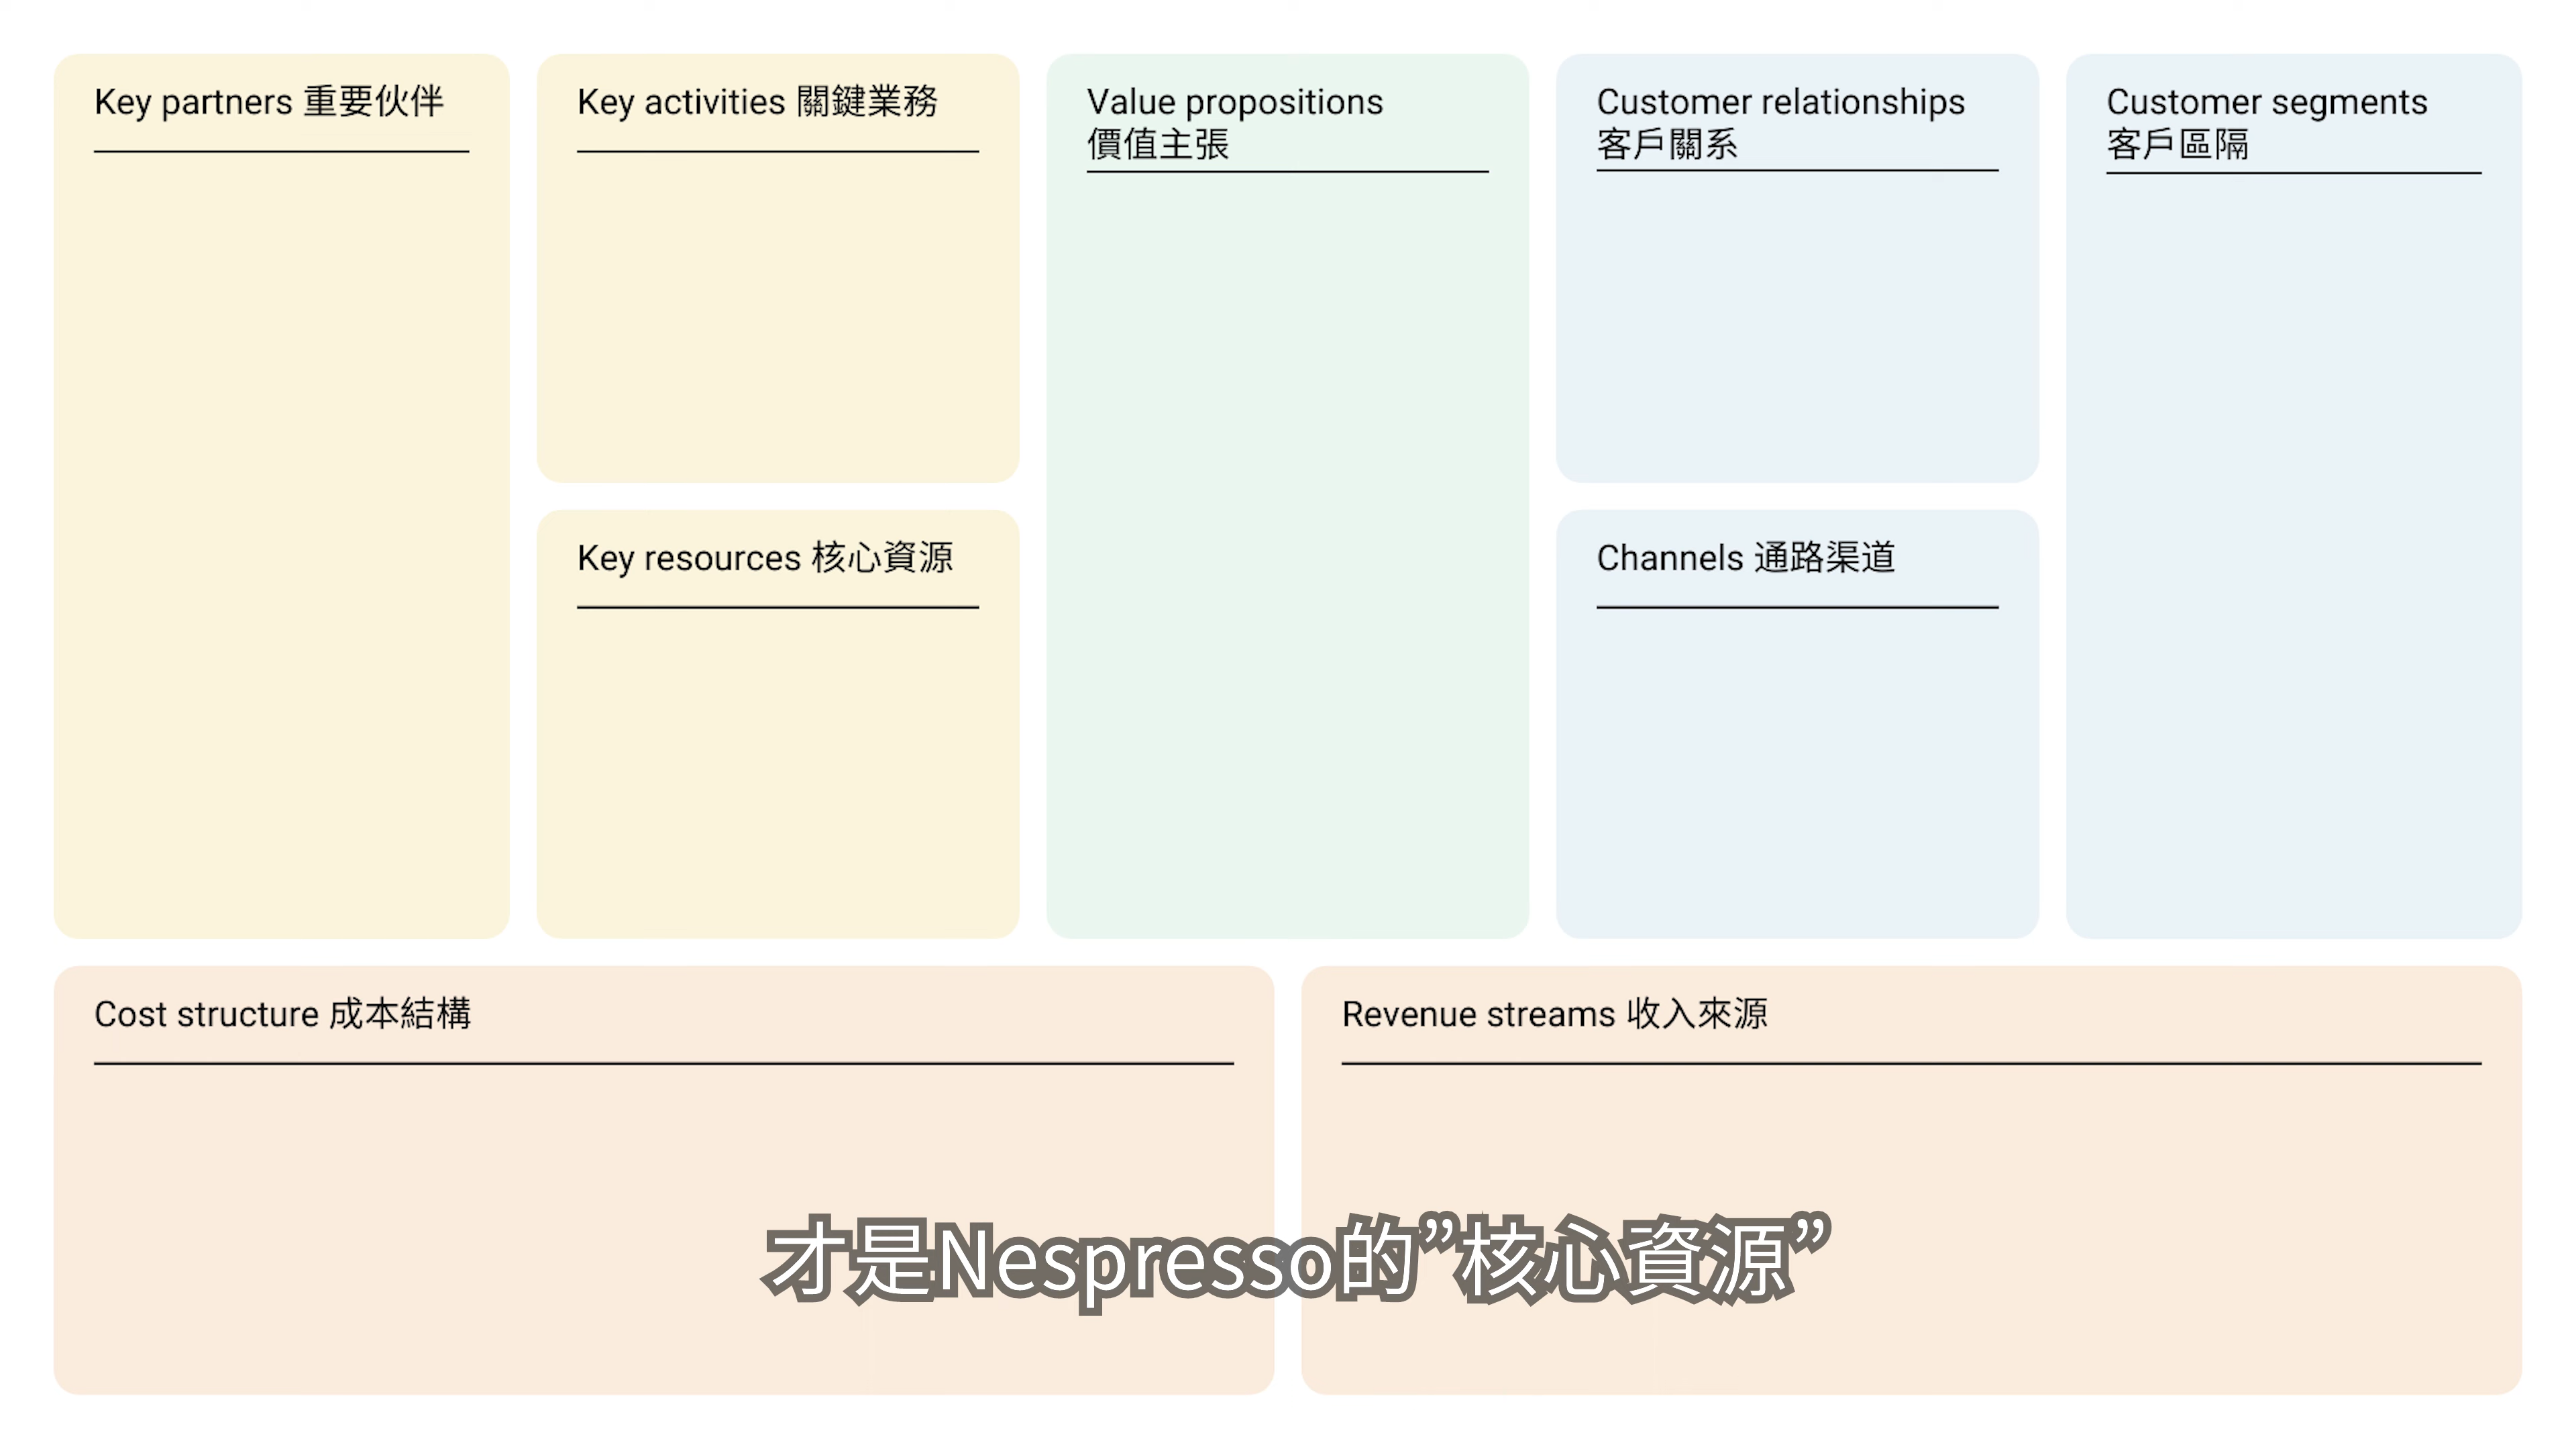 Key partners 重要伙伴
Key activities 關鍵業務
Key resources 核心資源
Value propositions
價值主張
Customer relationships
客戶關系
Channels 通路渠道
Customer segments
客戶區隔
Cost structure 成本結構
Revenue streams 收入來源
才是Nespresso的”核心資源”